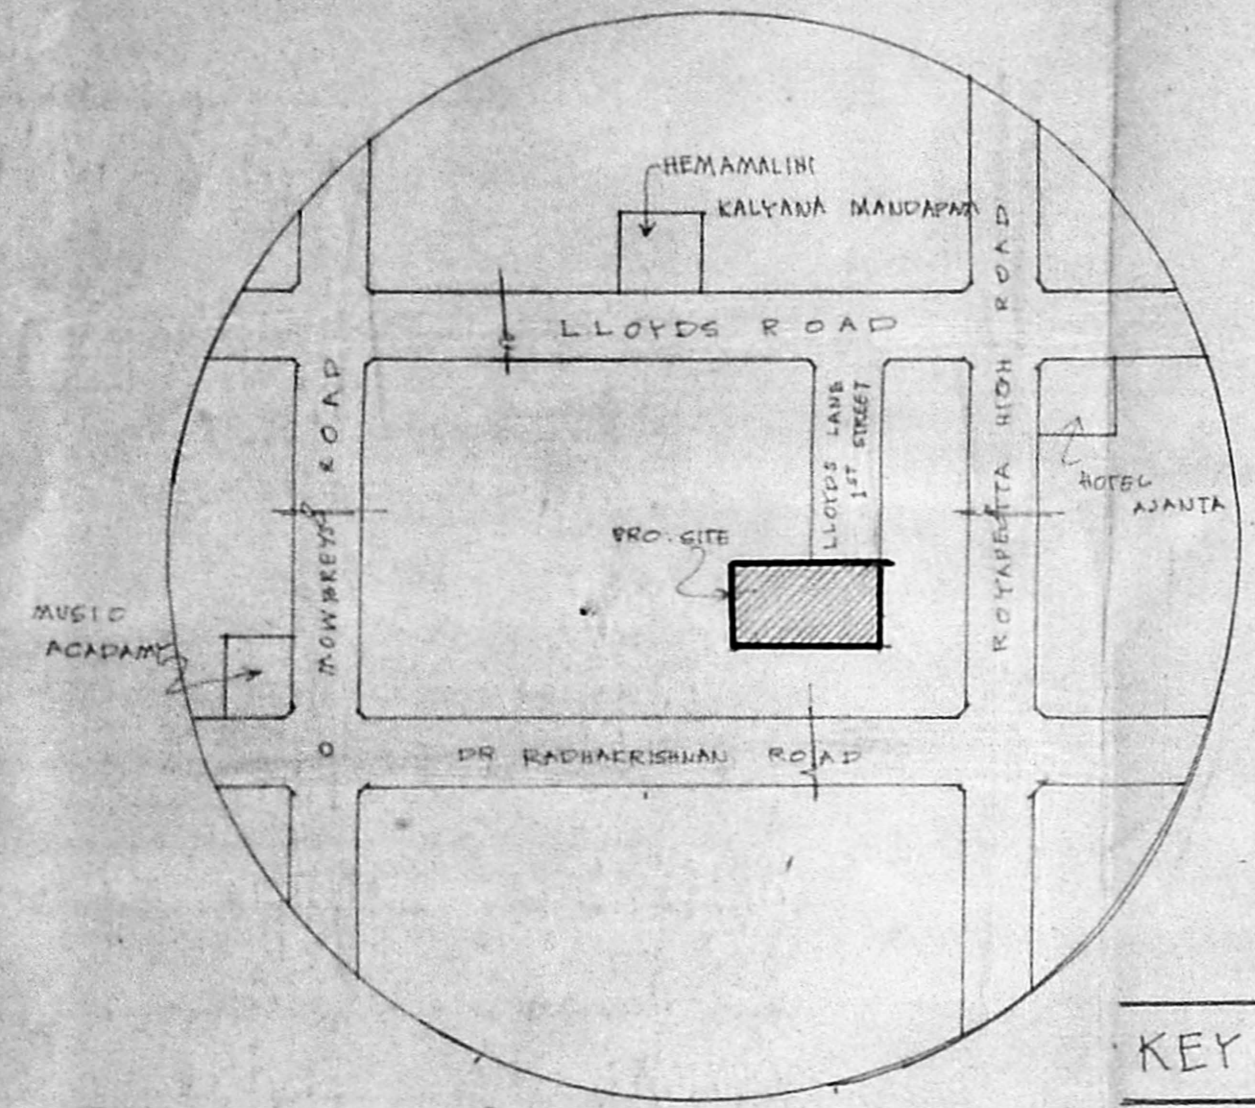 HEMAMALINI
KALYANA MANDAPAM
LLOYDS ROAD
MOWBREYS ROAD
LLOYDS LANE
1ST STREET
ROYAPETTA HIGH ROAD
HOTEL
AJANTA
PRO. SITE
MUSIC
ACADAMY
DR RADHAKRISHNAN ROAD
KEY